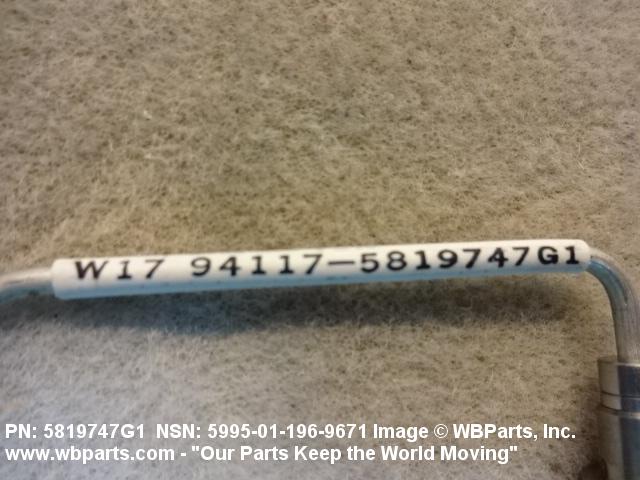 W17 94117-5819747G1
PN: 5819747G1 NSN: 5995-01-196-9671 Image © WBParts, Inc.
www.wbparts.com - "Our Parts Keep the World Moving"